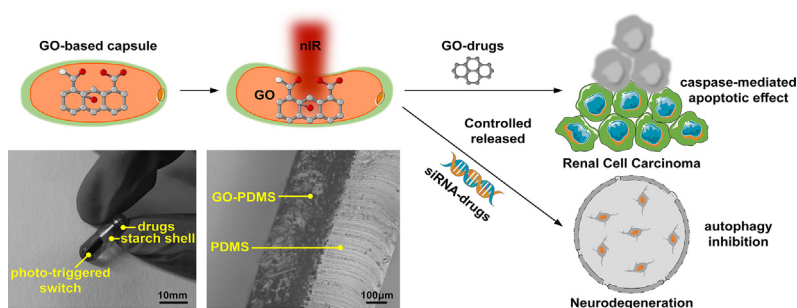 GO-based capsule
nIR
GO
GO-drugs
Controlled
released
siRNA-drugs
caspase-mediated
apoptotic effect
Renal Cell Carcinoma
autophagy
inhibition
Neurodegeneration
drugs
starch shell
photo-triggered
switch
10mm
GO-PDMS
PDMS
100μm